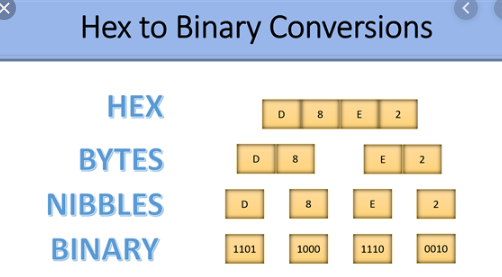 Hex to Binary Conversions
HEX D 8 E 2
BYTES D 8 E 2
NIBBLES D 8 E 2
BINARY 1101 1000 1110 0010